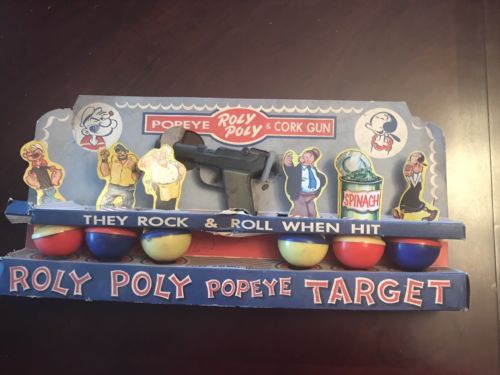 POPEYE ROLY POLY & CORK GUN
SPINACH
THEY ROCK & ROLL WHEN HIT
ROLY POLY POPEYE TARGET